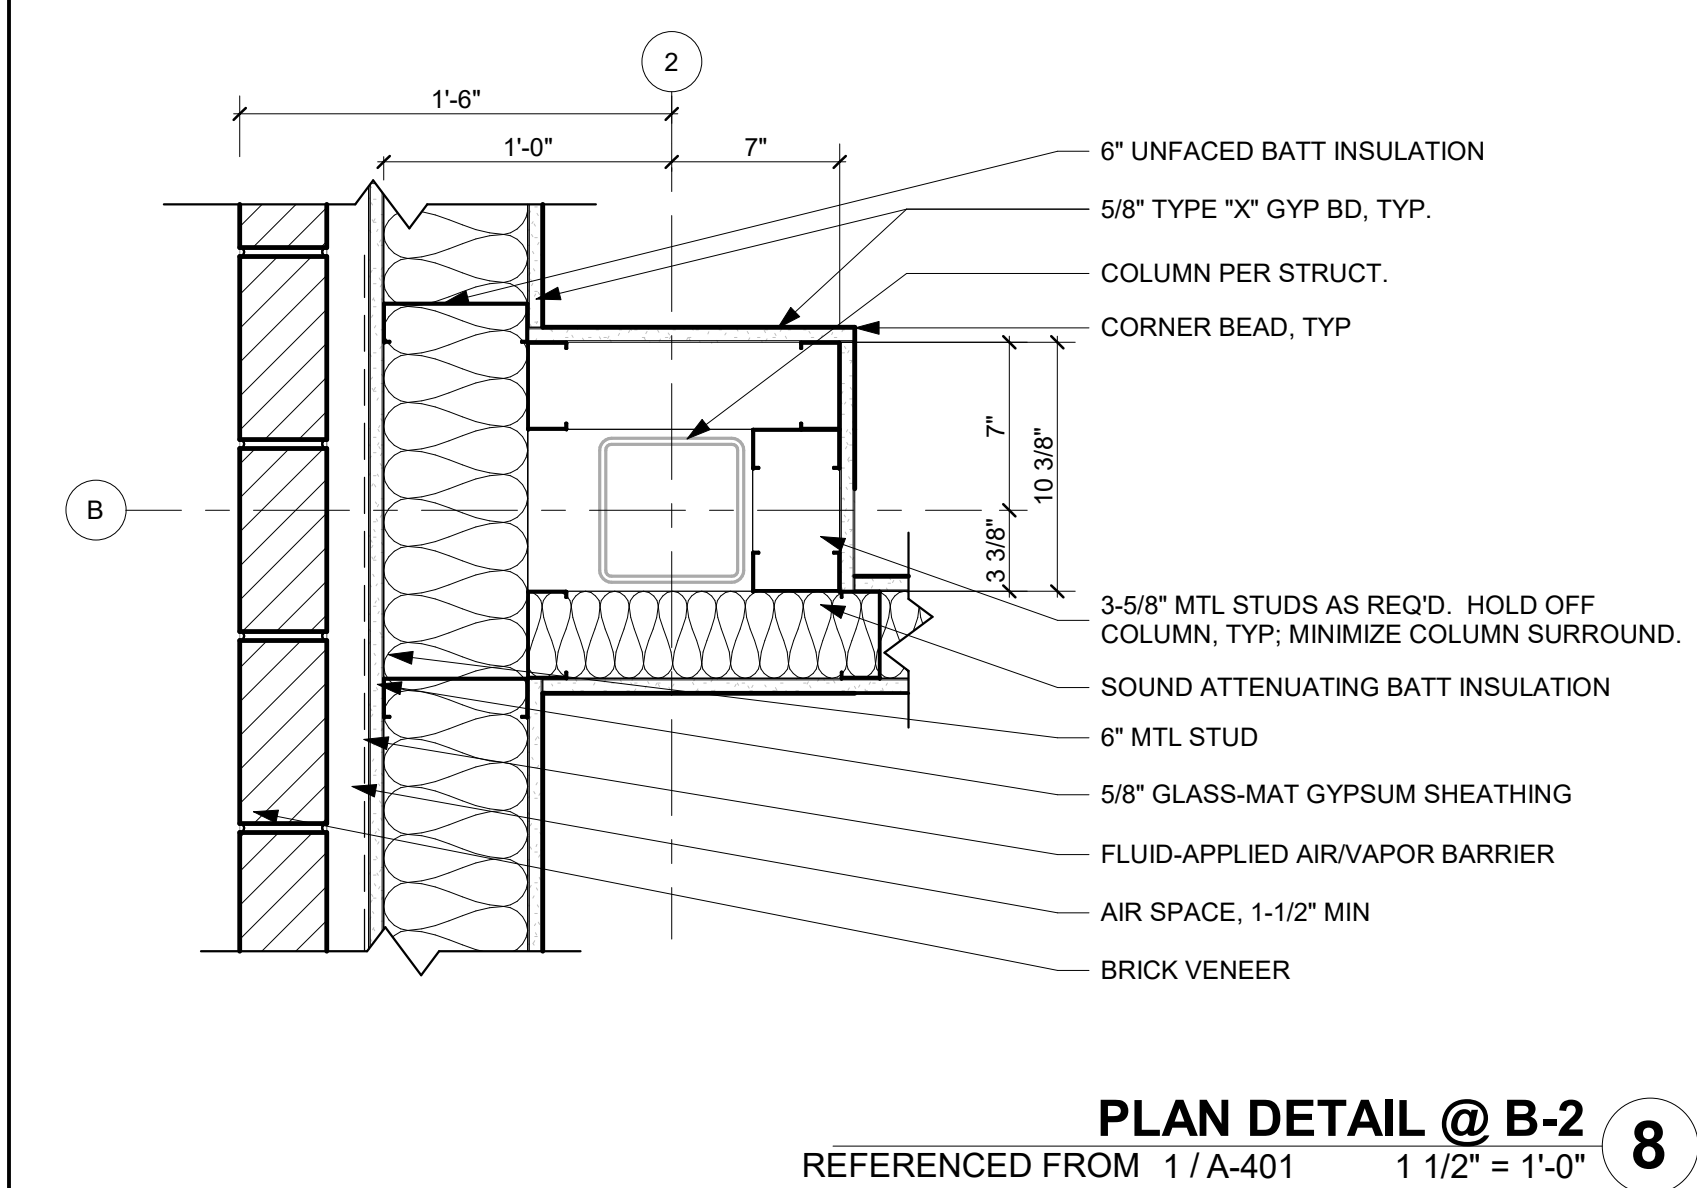 2
1'-6"
1'-0"
7"
6" UNFACED BATT INSULATION
5/8" TYPE "X" GYP BD, TYP.
COLUMN PER STRUCT.
CORNER BEAD, TYP
7"
10 3/8"
3 3/8"
B
3-5/8" MTL STUDS AS REQ'D. HOLD OFF
COLUMN, TYP; MINIMIZE COLUMN SURROUND.
SOUND ATTENUATING BATT INSULATION
6" MTL STUD
5/8" GLASS-MAT GYPSUM SHEATHING
FLUID-APPLIED AIR/VAPOR BARRIER
AIR SPACE, 1-1/2" MIN
BRICK VENEER
PLAN DETAIL @ B-2
8
REFERENCED FROM 1 / A-401 1 1/2" = 1'-0"